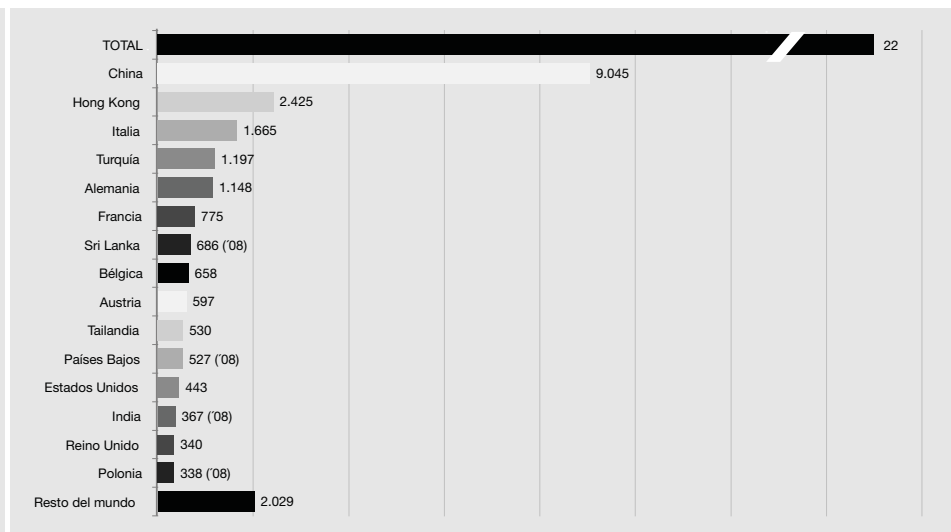 TOTAL 22
China 9.045
Hong Kong 2.425
Italia 1.665
Turquía 1.197
Alemania 1.148
Francia 775
Sri Lanka 686 (´08)
Bélgica 658
Austria 597
Tailandia 530
Países Bajos 527 (´08)
Estados Unidos 443
India 367 (´08)
Reino Unido 340
Polonia 338 (´08)
Resto del mundo 2.029